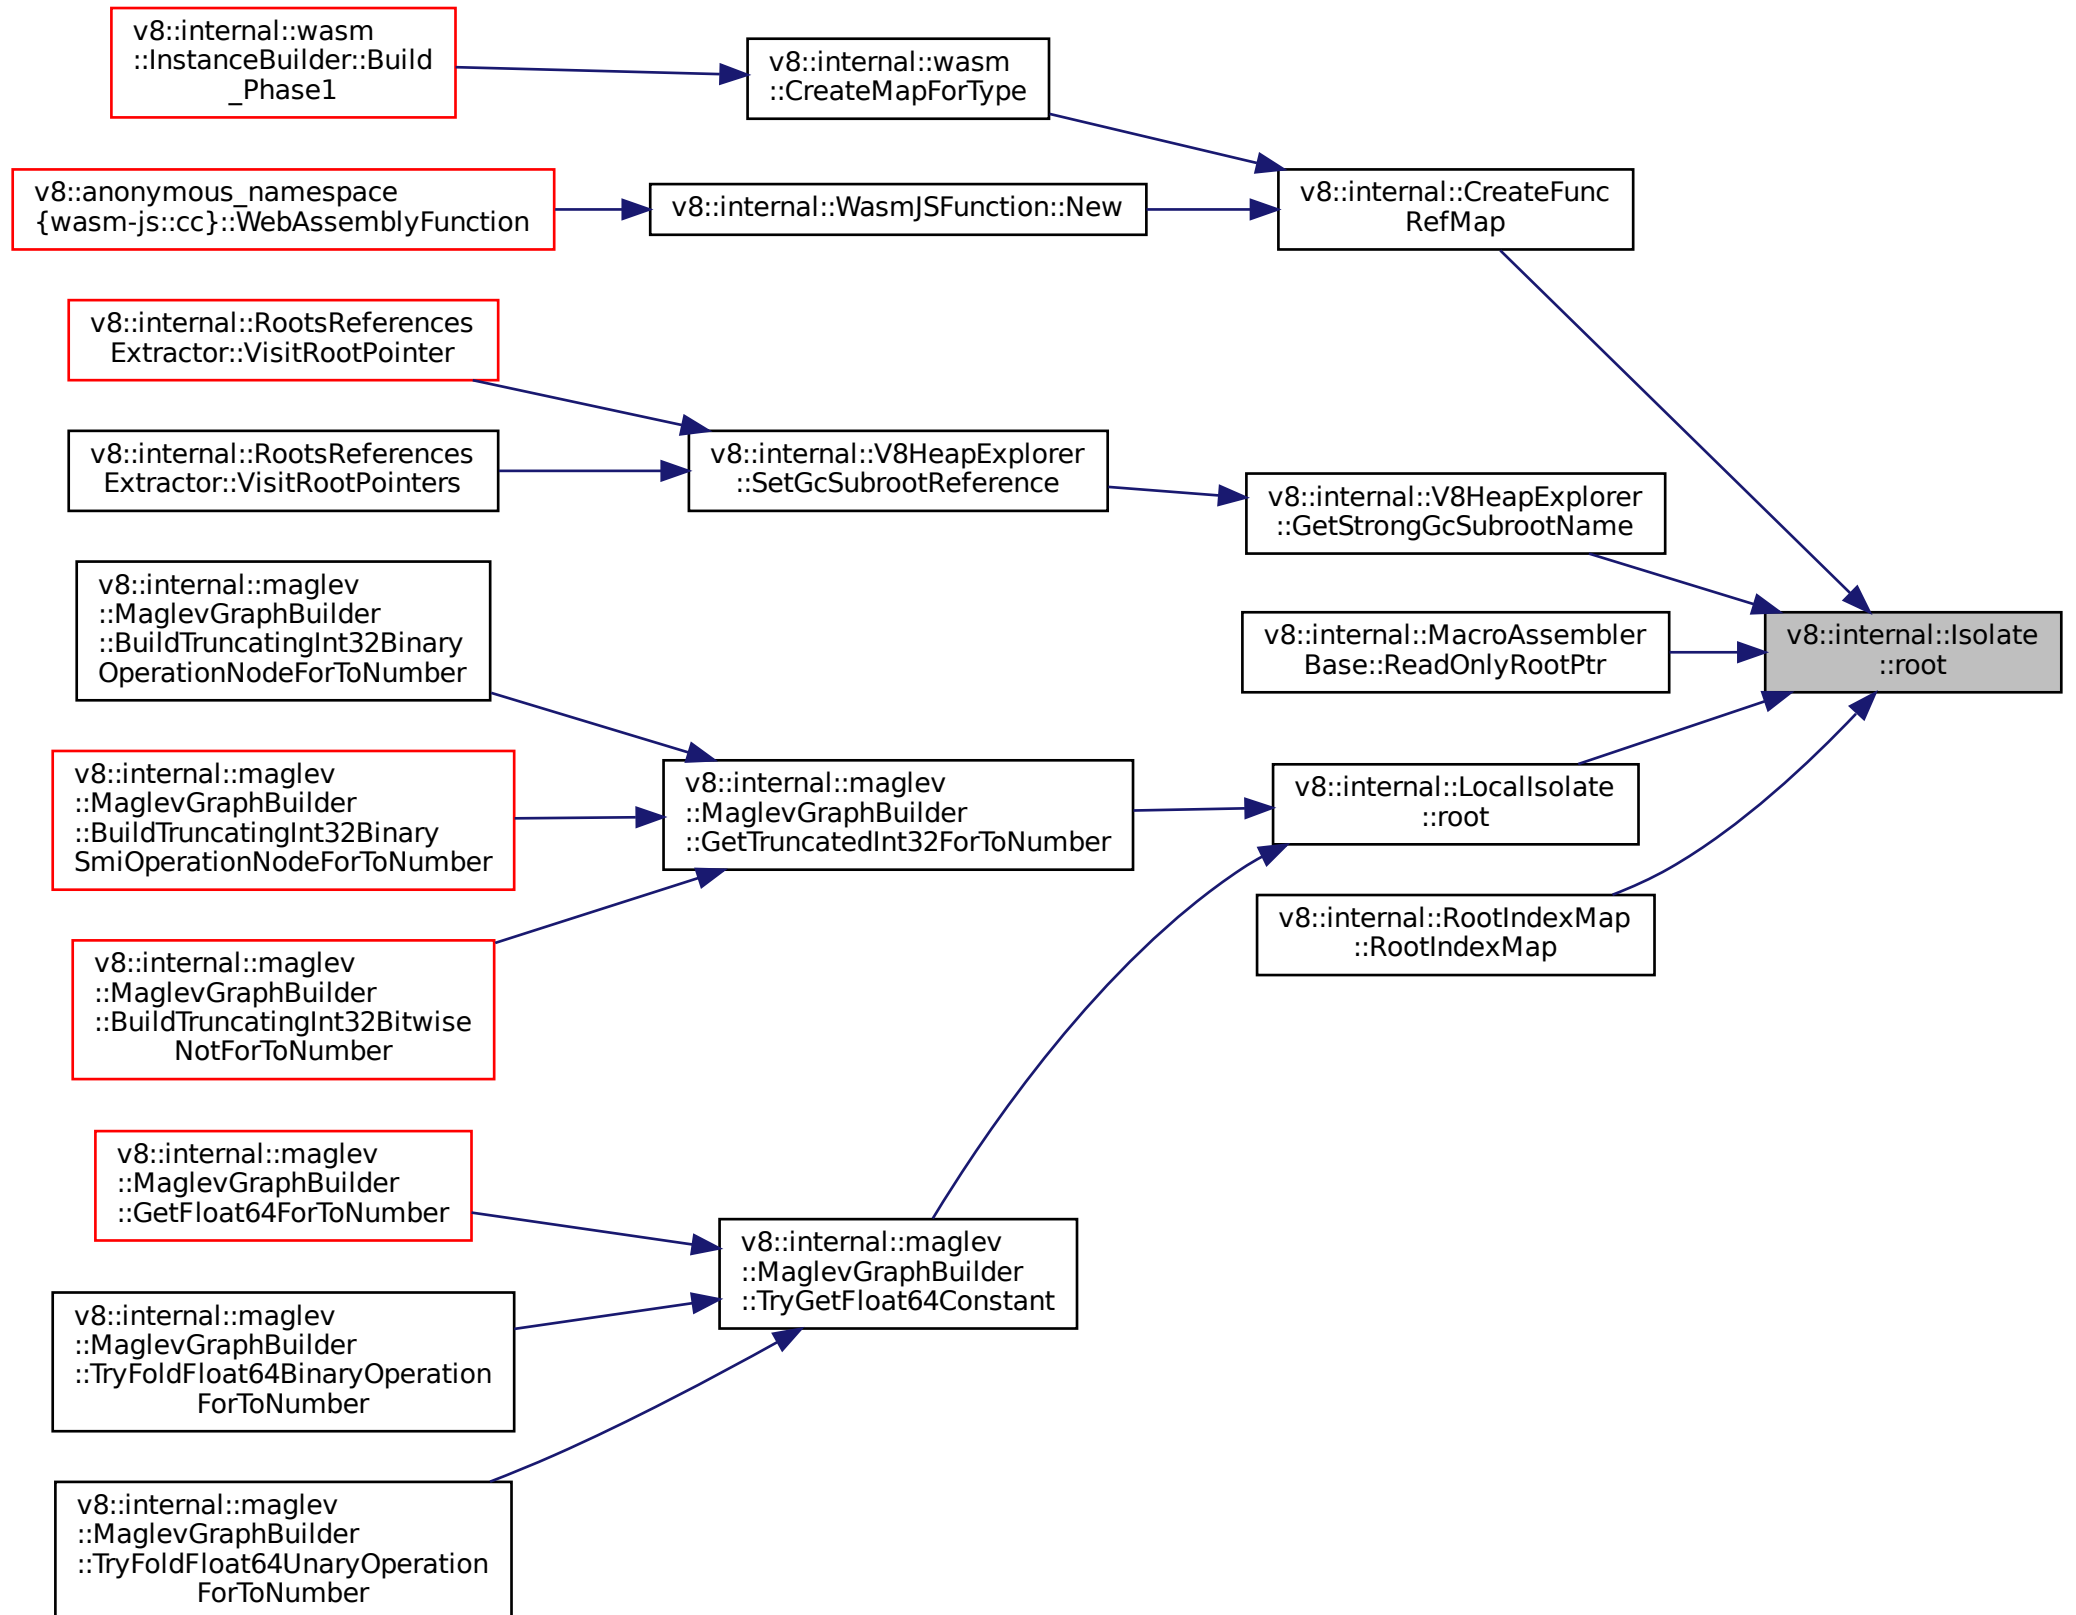 v8::internal::wasm
::InstanceBuilder::Build
_Phase1
v8::internal::wasm
::CreateMapForType
v8::anonymous_namespace
{wasm-js::cc}::WebAssemblyFunction
v8::internal::WasmJSFunction::New
v8::internal::CreateFunc
RefMap
v8::internal::RootsReferences
Extractor::VisitRootPointer
v8::internal::RootsReferences
Extractor::VisitRootPointers
v8::internal::V8HeapExplorer
::SetGcSubrootReference
v8::internal::V8HeapExplorer
::GetStrongGcSubrootName
v8::internal::maglev
::MaglevGraphBuilder
::BuildTruncatingInt32Binary
OperationNodeForToNumber
v8::internal::MacroAssembler
Base::ReadOnlyRootPtr
v8::internal::Isolate
::root
v8::internal::maglev
::MaglevGraphBuilder
::BuildTruncatingInt32Binary
SmiOperationNodeForToNumber
v8::internal::maglev
::MaglevGraphBuilder
::GetTruncatedInt32ForToNumber
v8::internal::LocalIsolate
::root
v8::internal::RootIndexMap
::RootIndexMap
v8::internal::maglev
::MaglevGraphBuilder
::BuildTruncatingInt32Bitwise
NotForToNumber
v8::internal::maglev
::MaglevGraphBuilder
::GetFloat64ForToNumber
v8::internal::maglev
::MaglevGraphBuilder
::TryGetFloat64Constant
v8::internal::maglev
::MaglevGraphBuilder
::TryFoldFloat64BinaryOperation
ForToNumber
v8::internal::maglev
::MaglevGraphBuilder
::TryFoldFloat64UnaryOperation
ForToNumber